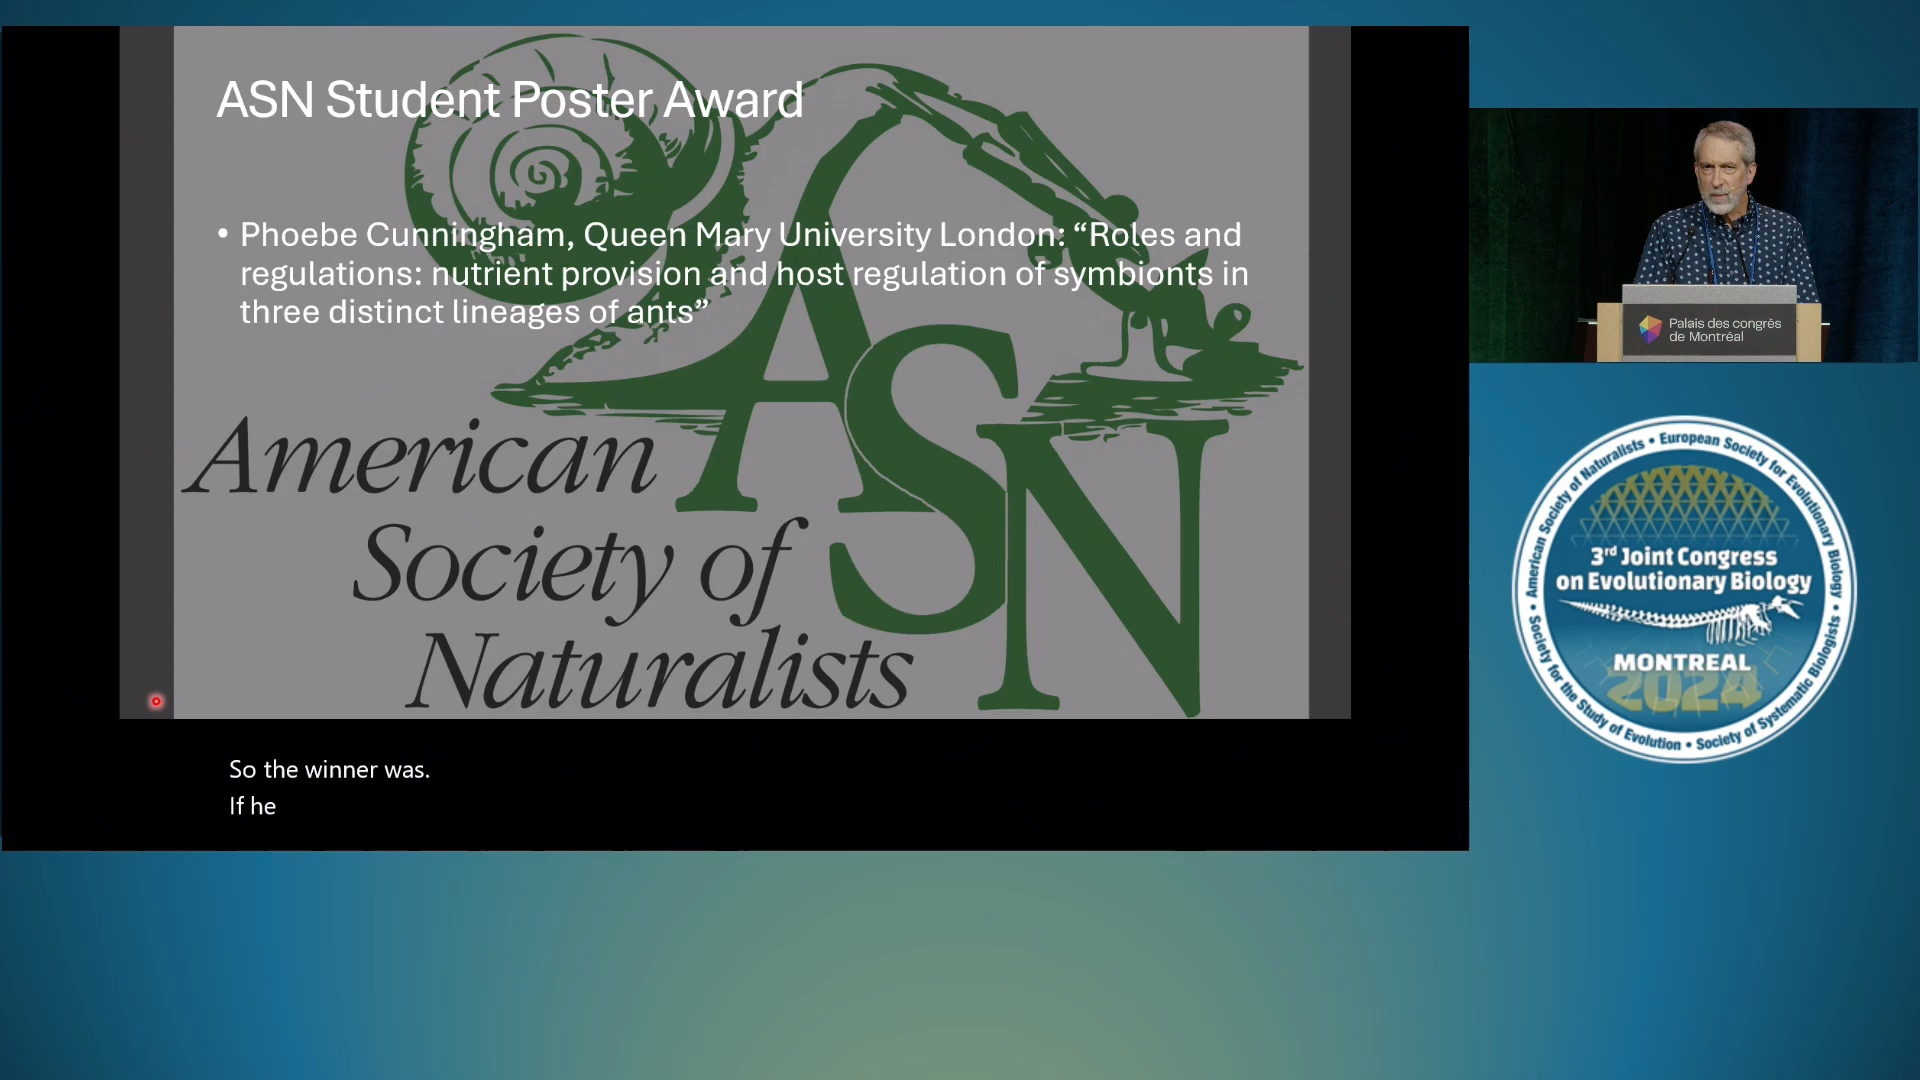 ASN Student Poster Award
• Phoebe Cunningham, Queen Mary University London: “Roles and
regulations: nutrient provision and host regulation of symbionts in
three distinct lineages of ants”
American
Society of
Naturalists
ASN
So the winner was.
If he
Palais des congrès
de Montréal
• American Society of Naturalists • European Society for Evolutionary Biology • Society of Systematic Biologists • Society for the Study of Evolution
3rd Joint Congress
on Evolutionary Biology
MONTREAL
2024